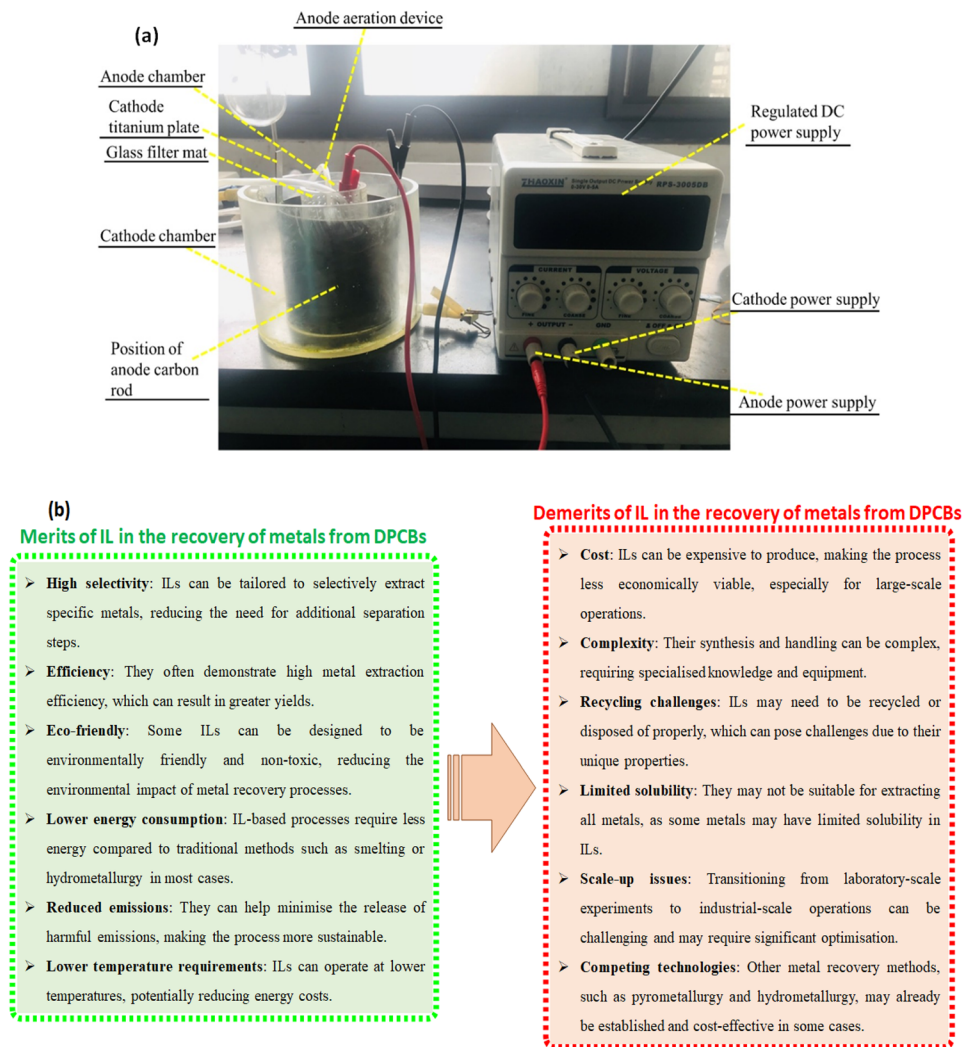 (a)
Anode aeration device
Anode chamber
Cathode
titanium plate
Glass filter mat
Cathode chamber
Position of
anode carbon
rod
Regulated DC
power supply
ZHAOXIN
RPS-3005DB
CURRENT
VOLTAGE
FINE
COARSE
FINE
COARSE
+ OUTPUT -
GND
Cathode power supply
Anode power supply
(b)
Merits of IL in the recovery of metals from DPCBs
➢ High selectivity: ILs can be tailored to selectively extract
specific metals, reducing the need for additional separation
steps.
➢ Efficiency: They often demonstrate high metal extraction
efficiency, which can result in greater yields.
➢ Eco-friendly: Some ILs can be designed to be
environmentally friendly and non-toxic, reducing the
environmental impact of metal recovery processes.
➢ Lower energy consumption: IL-based processes require less
energy compared to traditional methods such as smelting or
hydrometallurgy in most cases.
➢ Reduced emissions: They can help minimise the release of
harmful emissions, making the process more sustainable.
➢ Lower temperature requirements: ILs can operate at lower
temperatures, potentially reducing energy costs.
Demerits of IL in the recovery of metals from DPCBs
➢ Cost: ILs can be expensive to produce, making the process
less economically viable, especially for large-scale
operations.
➢ Complexity: Their synthesis and handling can be complex,
requiring specialised knowledge and equipment.
➢ Recycling challenges: ILs may need to be recycled or
disposed of properly, which can pose challenges due to their
unique properties.
➢ Limited solubility: They may not be suitable for extracting
all metals, as some metals may have limited solubility in
ILs.
➢ Scale-up issues: Transitioning from laboratory-scale
experiments to industrial-scale operations can be
challenging and may require significant optimisation.
➢ Competing technologies: Other metal recovery methods,
such as pyrometallurgy and hydrometallurgy, may already
be established and cost-effective in some cases.